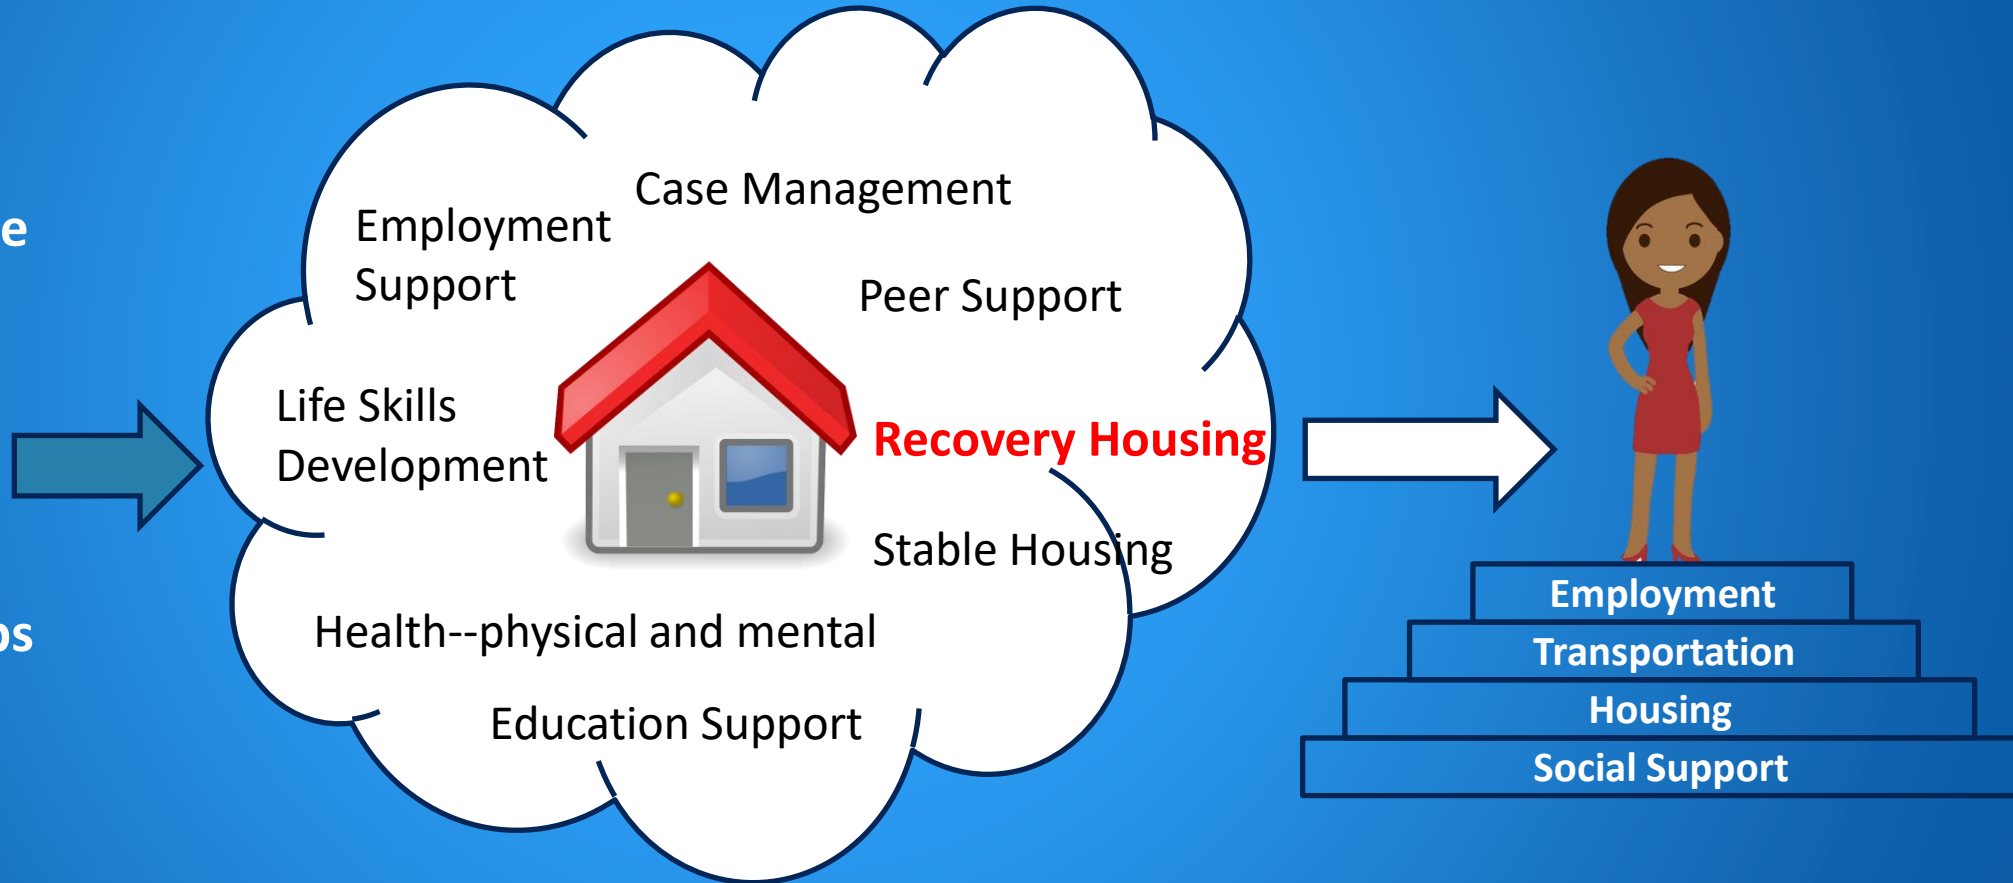 Case Management
Employment
Support
Peer Support
Life Skills
Development
Recovery Housing
Stable Housing
Health--physical and mental
Education Support
Employment
Transportation
Housing
Social Support